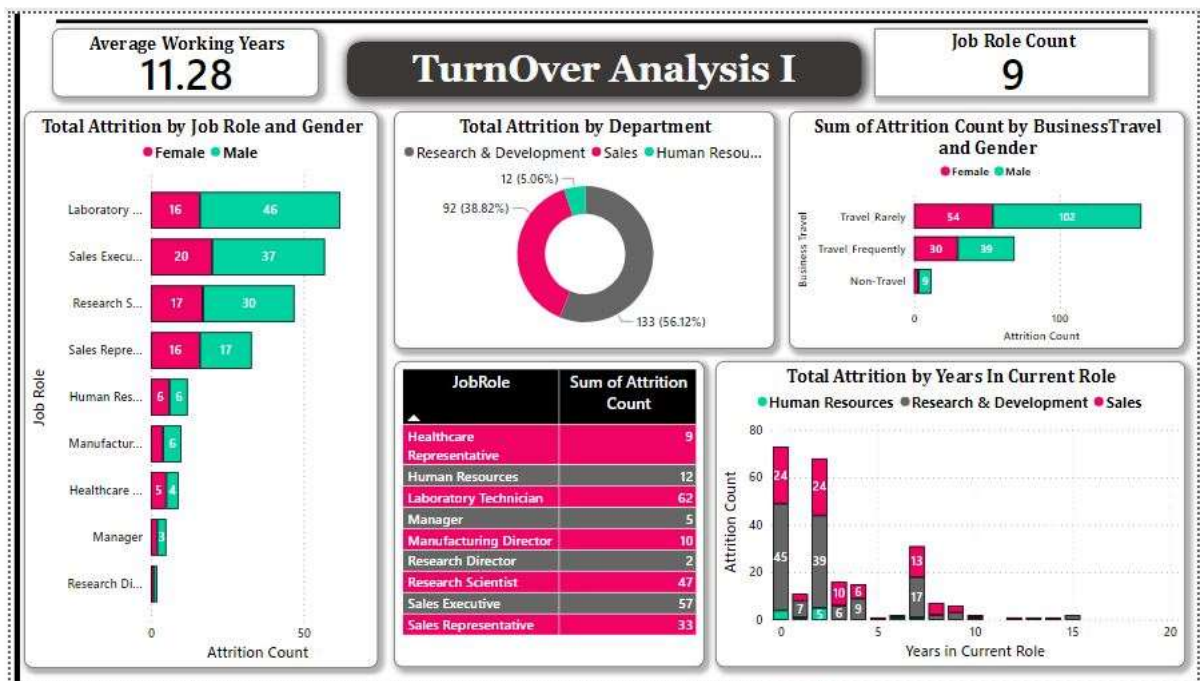 Average Working Years
11.28
TurnOver Analysis I
Job Role Count
9
Total Attrition by Job Role and Gender
Female Male
Job Role
Laboratory ... 16 46
Sales Execu... 20 37
Research S... 17 30
Sales Repre... 16 17
Human Res... 6 6
Manufactur... 6
Healthcare ... 5 4
Manager 3
Research Di...
0 50
Attrition Count
Total Attrition by Department
Research & Development Sales Human Resou...
12 (5.06%)
92 (38.82%)
133 (56.12%)
Sum of Attrition Count by BusinessTravel
and Gender
Female Male
Business Travel
Travel Rarely 54 102
Travel Frequently 30 39
Non-Travel 9
0 100
Attrition Count
JobRole Sum of Attrition
Count
Healthcare 9
Representative
Human Resources 12
Laboratory Technician 62
Manager 5
Manufacturing Director 10
Research Director 2
Research Scientist 47
Sales Executive 57
Sales Representative 33
Total Attrition by Years In Current Role
Human Resources Research & Development Sales
Attrition Count
80
60
40
20
0
24 24
45 39
13
10 6
7 6 9 17
5
0 5 10 15 20
Years in Current Role